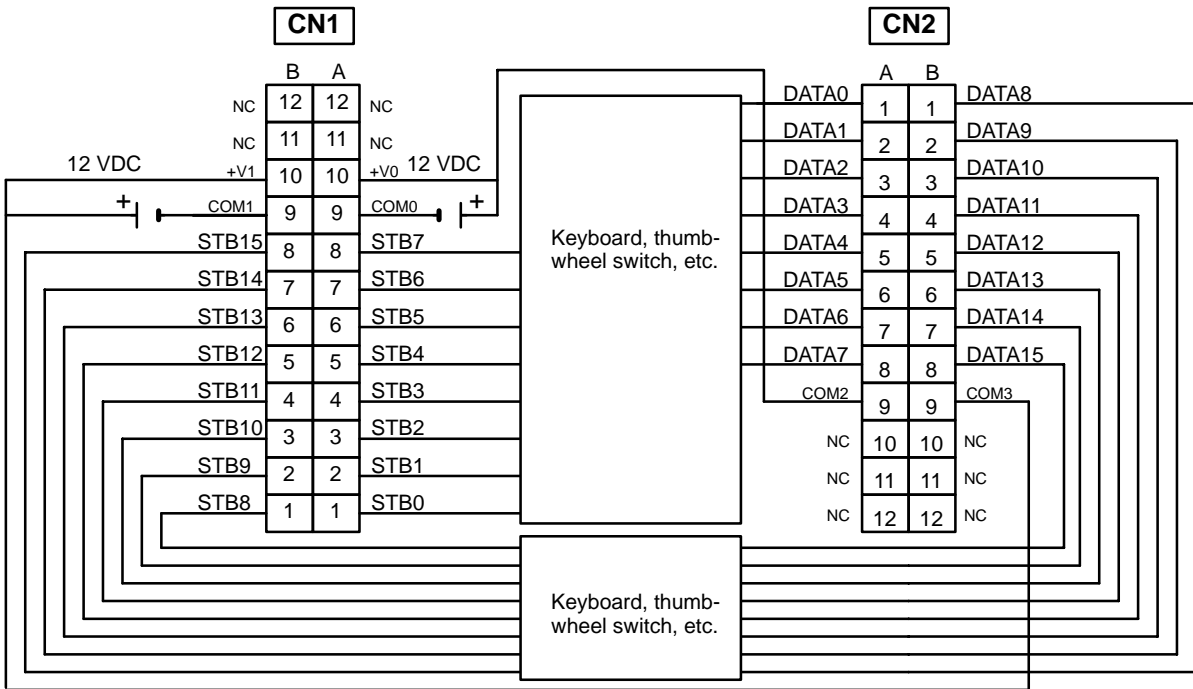 CN1
CN2
B A
A B
NC 12 12 NC
NC 11 11 NC
12 VDC +V1 10 10 +V0 12 VDC
+ COM1 9 9 COM0 +
STB15 8 8 STB7
STB14 7 7 STB6
STB13 6 6 STB5
STB12 5 5 STB4
STB11 4 4 STB3
STB10 3 3 STB2
STB9 2 2 STB1
STB8 1 1 STB0
Keyboard, thumb-
wheel switch, etc.
Keyboard, thumb-
wheel switch, etc.
DATA0 1 1 DATA8
DATA1 2 2 DATA9
DATA2 3 3 DATA10
DATA3 4 4 DATA11
DATA4 5 5 DATA12
DATA5 6 6 DATA13
DATA6 7 7 DATA14
DATA7 8 8 DATA15
COM2 9 9 COM3
NC 10 10 NC
NC 11 11 NC
NC 12 12 NC